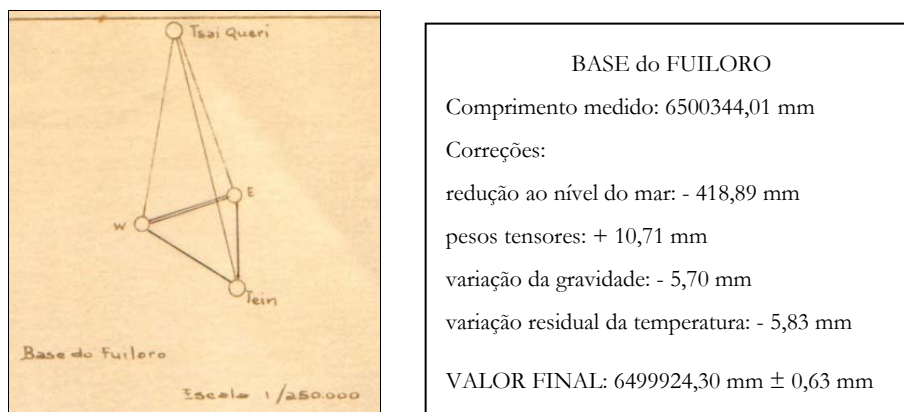 Tsai Queri
E
W
Tein
Base do Fuiloro
Escala 1/250.000
BASE do FUILORO
Comprimento medido: 6500344,01 mm
Correções:
redução ao nível do mar: - 418,89 mm
pesos tensores: + 10,71 mm
variação da gravidade: - 5,70 mm
variação residual da temperatura: - 5,83 mm
VALOR FINAL: 6499924,30 mm ± 0,63 mm